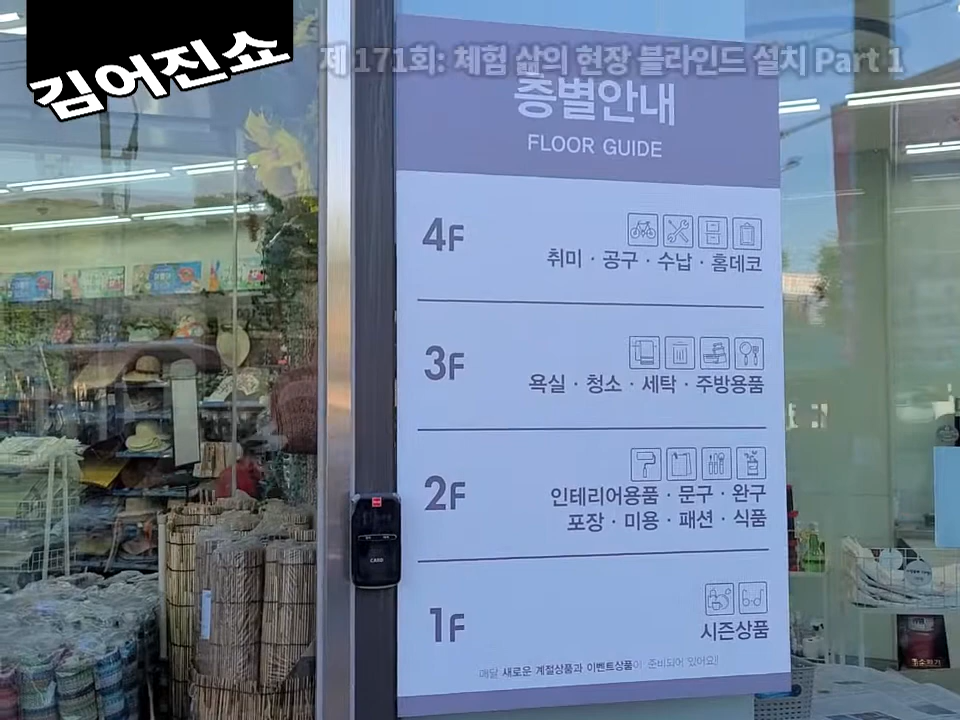 김어진쇼
제 171회: 체험 삶의 현장 블라인드 설치 Part 1
층별안내
FLOOR GUIDE
4F
취미 · 공구 · 수납 · 홈데코
3F
욕실 · 청소 · 세탁 · 주방용품
2F
인테리어용품 · 문구 · 완구
포장 · 미용 · 패션 · 식품
1F
시즌상품
매달 새로운 계절상품과 이벤트상품이 준비되어 있어요!
CARD